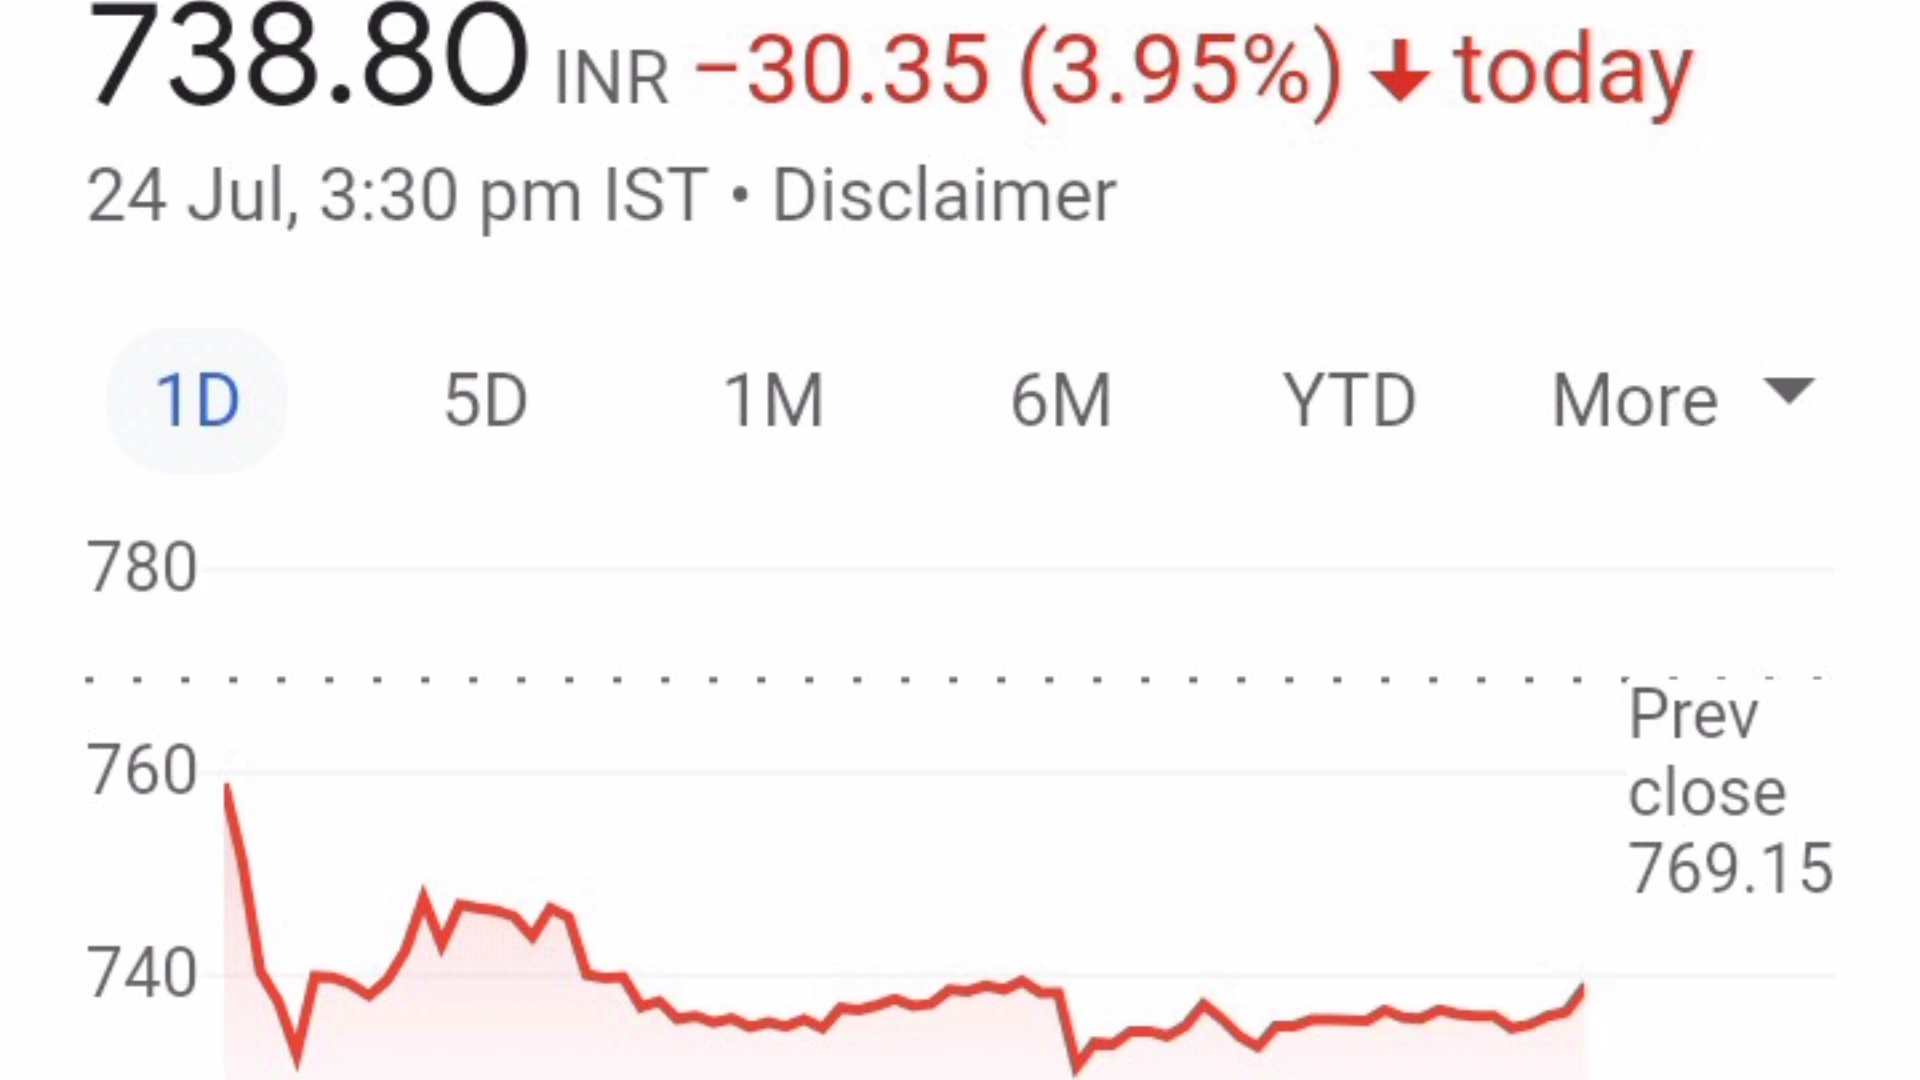 738.80 INR −30.35 (3.95%) ↓ today
24 Jul, 3:30 pm IST • Disclaimer
1D 5D 1M 6M YTD More
780
Prev
760
close
769.15
740